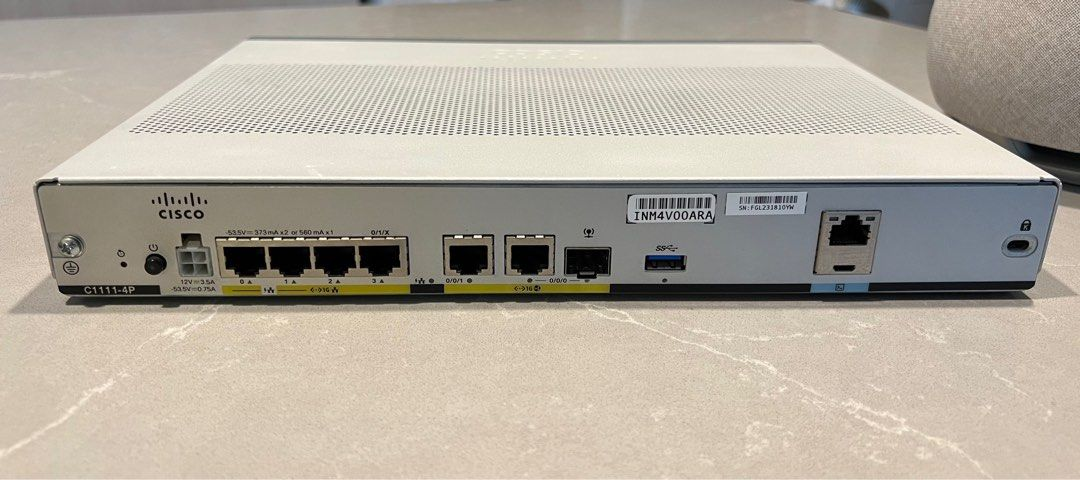 CISCO
INM4V00ARA
SN:FGL231810YW
-53.5V⎓373 mA x2 or 560 mA x1
0/1/X
SS
12V⎓3.5A
-53.5V⎓0.75A
0 ▲
1 ▲
2 ▲
3 ▲
0/0/1
0/0/0
C1111-4P